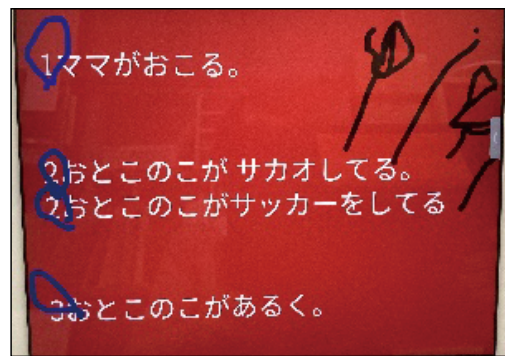 1ママがおこる。
2おとこのこが サカオしてる。
2おとこのこがサッカーをしてる
3おとこのこがあるく。